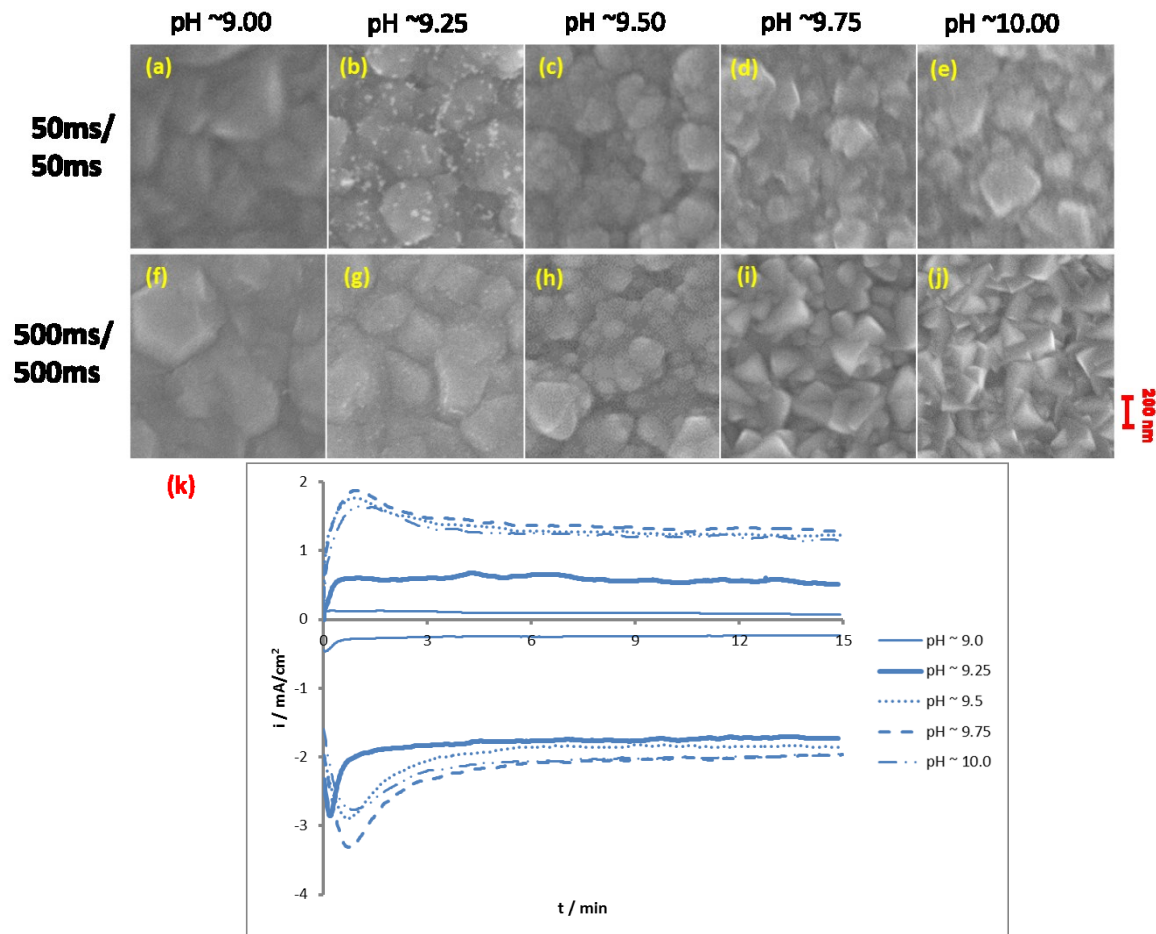 pH ~9.00 pH ~9.25 pH ~9.50 pH ~9.75 pH ~10.00
(a) (b) (c) (d) (e)
50ms/
50ms
(f) (g) (h) (i) (j)
500ms/
500ms
200 nm
(k)
2
1
0
0 3 6 9 12 15
-1
-2
-3
-4
i / mA/cm²
t / min
pH ~ 9.0
pH ~ 9.25
pH ~ 9.5
pH ~ 9.75
pH ~ 10.0